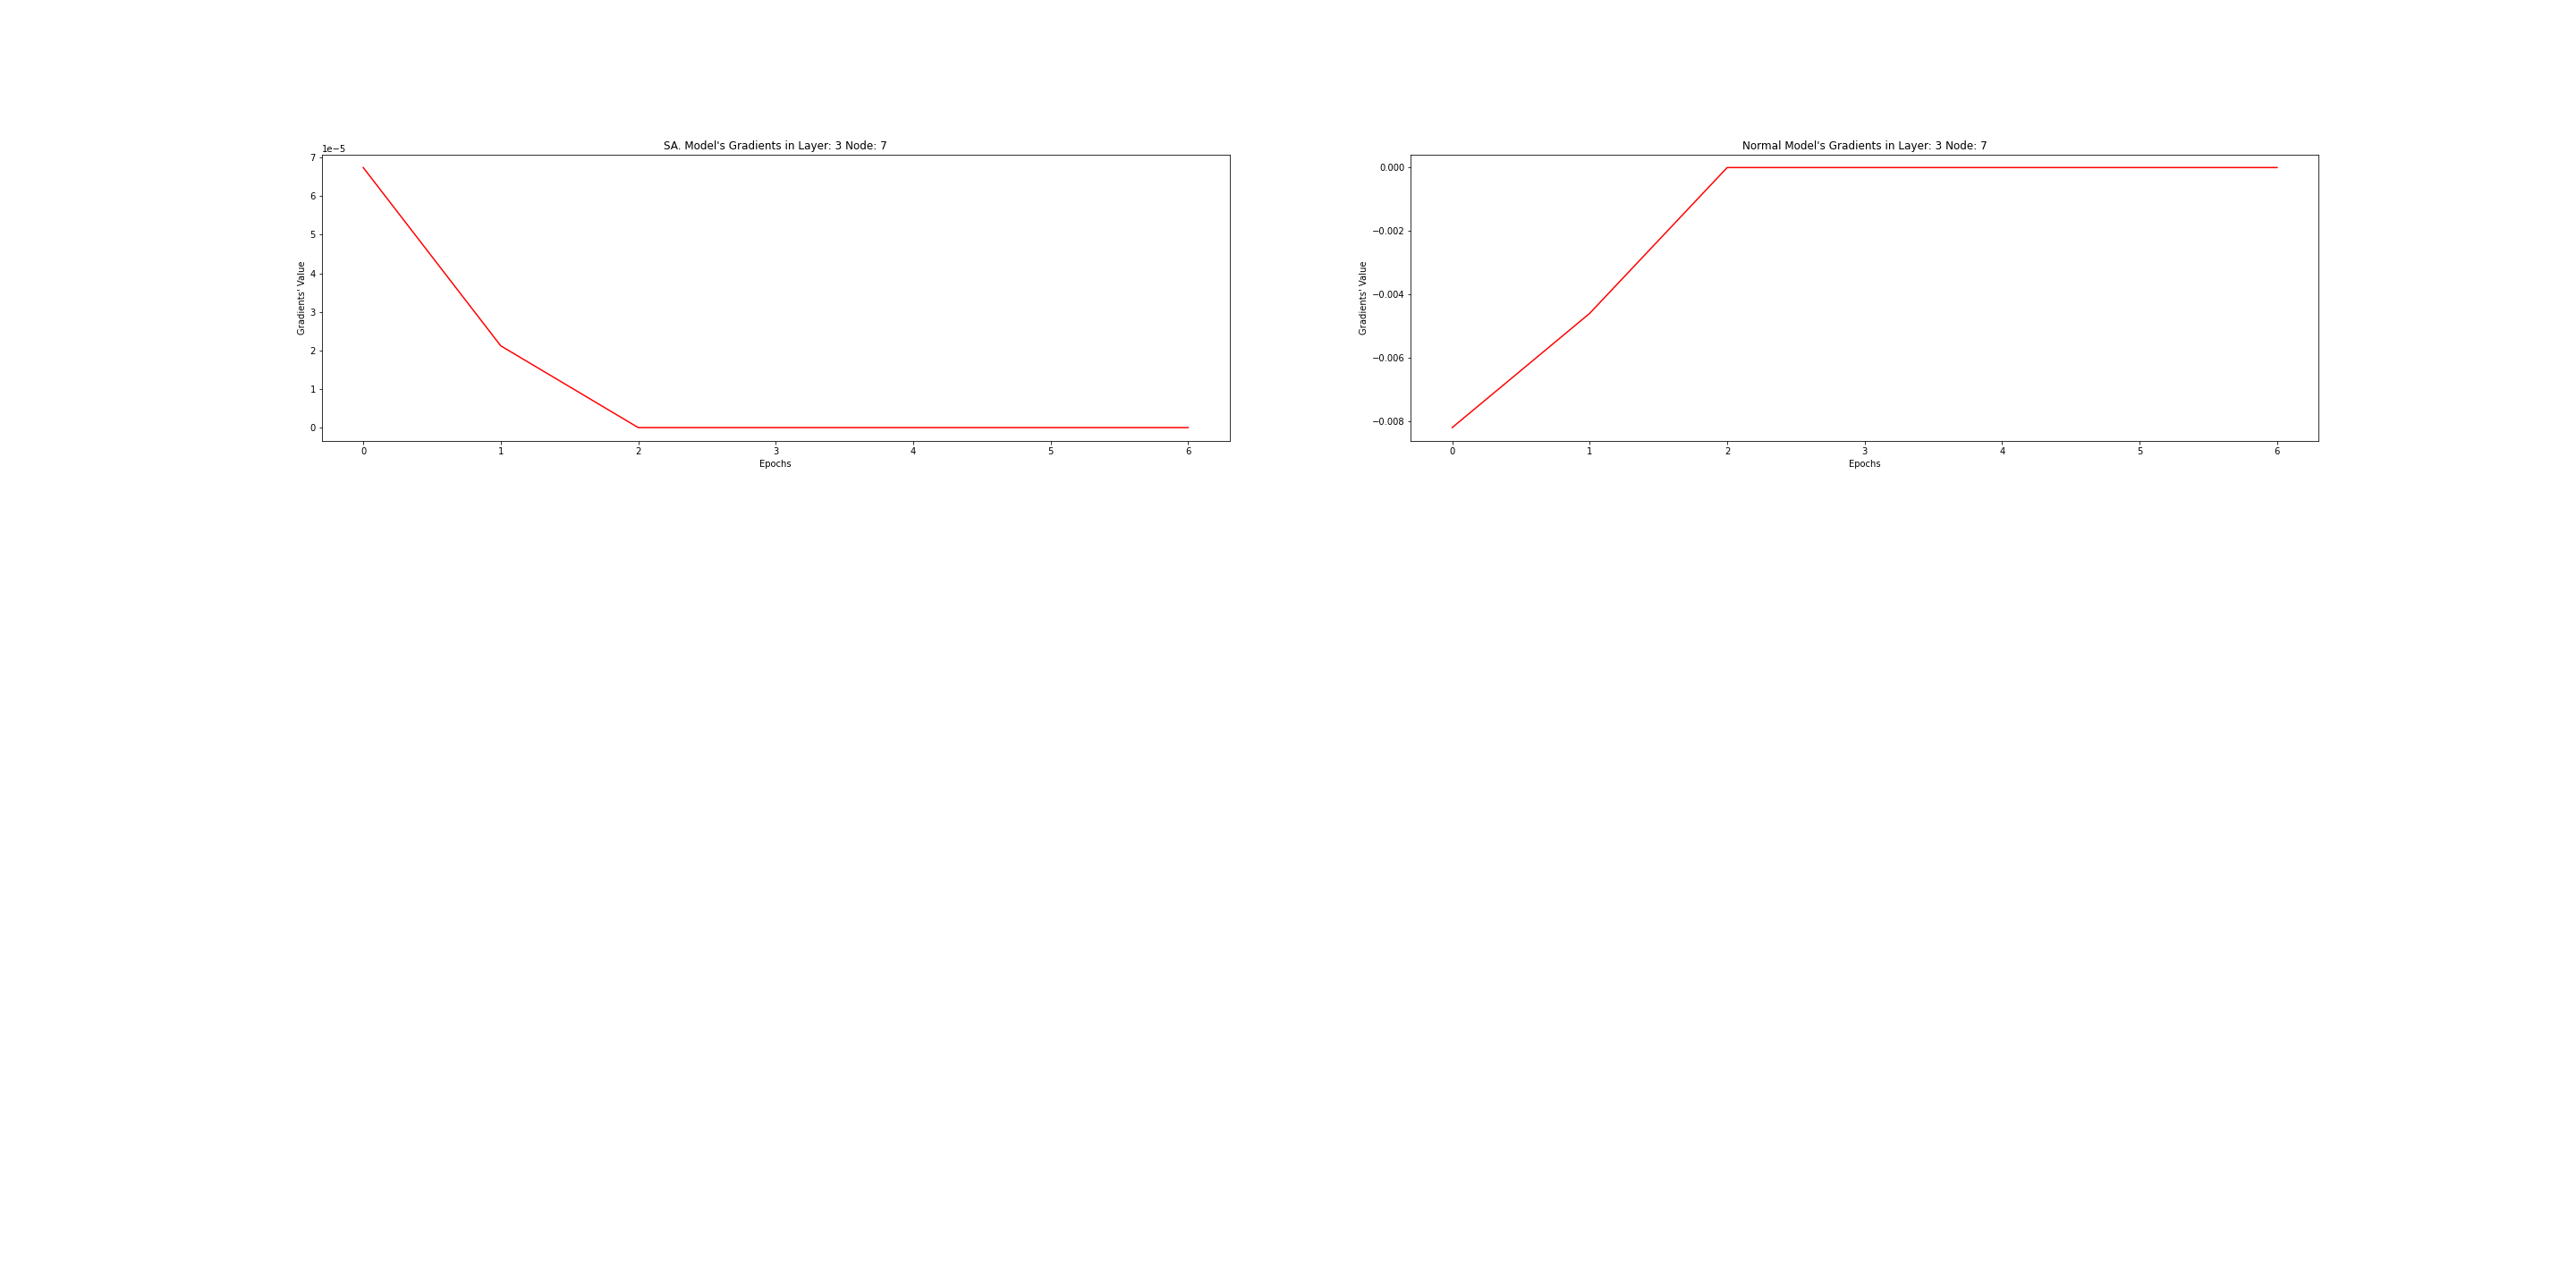 SA. Model's Gradients in Layer: 3 Node: 7
1e−5
7
6
5
4
3
2
1
0
Gradients' Value
0 1 2 3 4 5 6
Epochs
Normal Model's Gradients in Layer: 3 Node: 7
0.000
−0.002
−0.004
−0.006
−0.008
Gradients' Value
0 1 2 3 4 5 6
Epochs